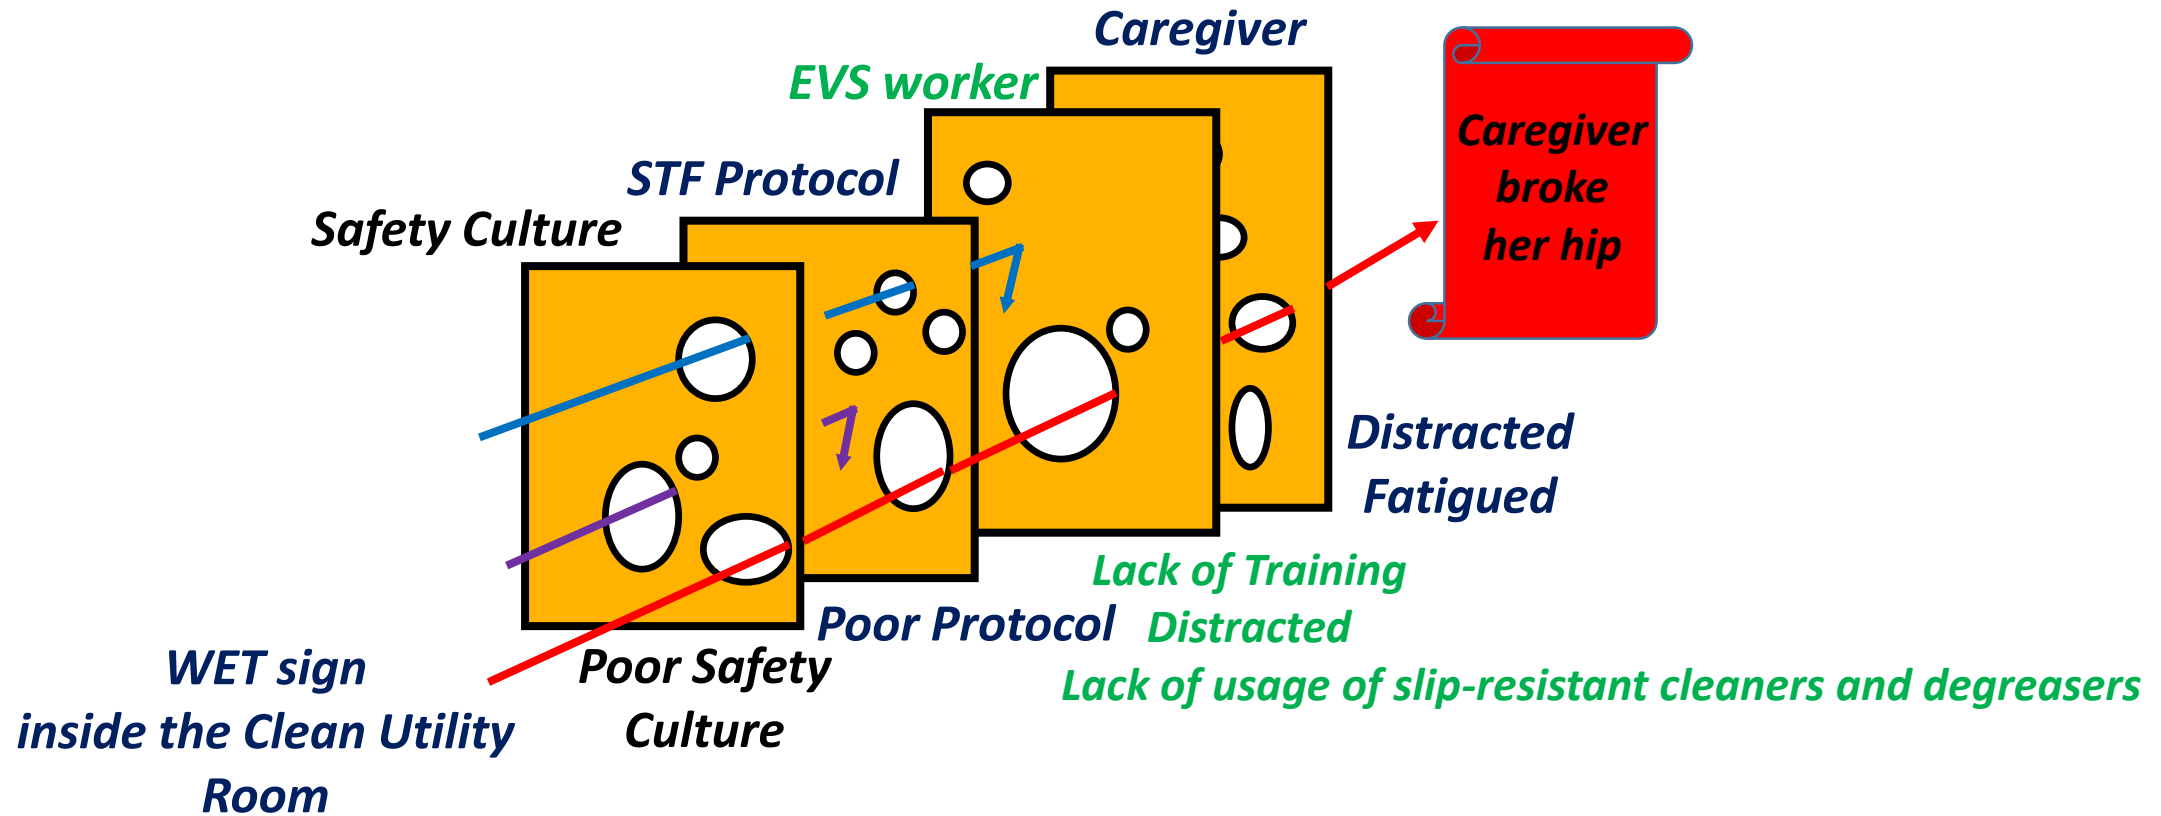 Caregiver
EVS worker
STF Protocol
Safety Culture
Caregiver
broke
her hip
Distracted
Fatigued
Lack of Training
Distracted
Lack of usage of slip-resistant cleaners and degreasers
Poor Protocol
Poor Safety
Culture
WET sign
inside the Clean Utility
Room